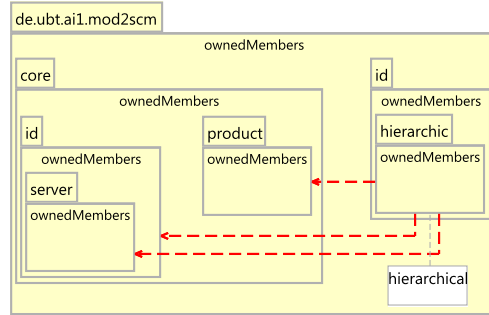 de.ubt.ai1.mod2scm
ownedMembers
core
id
ownedMembers
ownedMembers
id
product
hierarchic
ownedMembers
ownedMembers
ownedMembers
server
ownedMembers
hierarchical